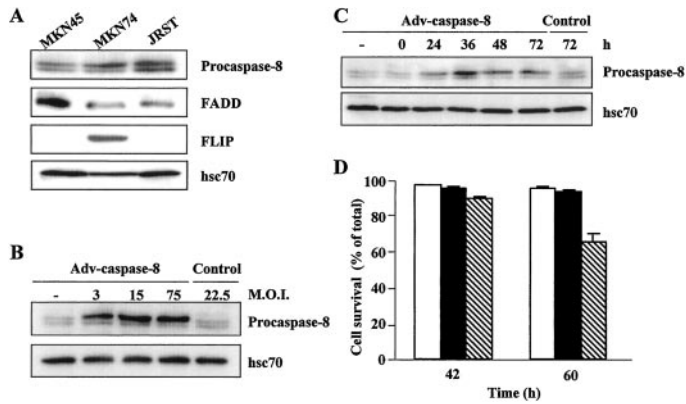 A
MKN45 MKN74 JRST
Procaspase-8
FADD
FLIP
hsc70
B
Adv-caspase-8 Control
- 3 15 75 22.5 M.O.I.
Procaspase-8
hsc70
C
Adv-caspase-8 Control
- 0 24 36 48 72 72 h
Procaspase-8
hsc70
D
Cell survival (% of total)
100
80
60
40
20
0
42 60
Time (h)